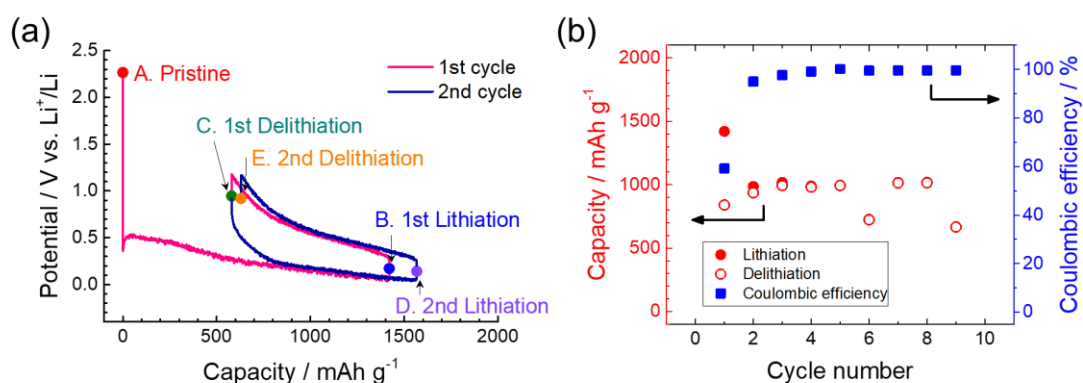 (a)
2.5
2.0
1.5
1.0
0.5
0.0
Potential / V vs. Li⁺/Li
A. Pristine
1st cycle
2nd cycle
C. 1st Delithiation
E. 2nd Delithiation
B. 1st Lithiation
D. 2nd Lithiation
0 500 1000 1500 2000
Capacity / mAh g⁻¹
(b)
2000
1500
1000
500
0
Capacity / mAh g⁻¹
100
80
60
40
20
0
Coulombic efficiency / %
Lithiation
Delithiation
Coulombic efficiency
0 2 4 6 8 10
Cycle number